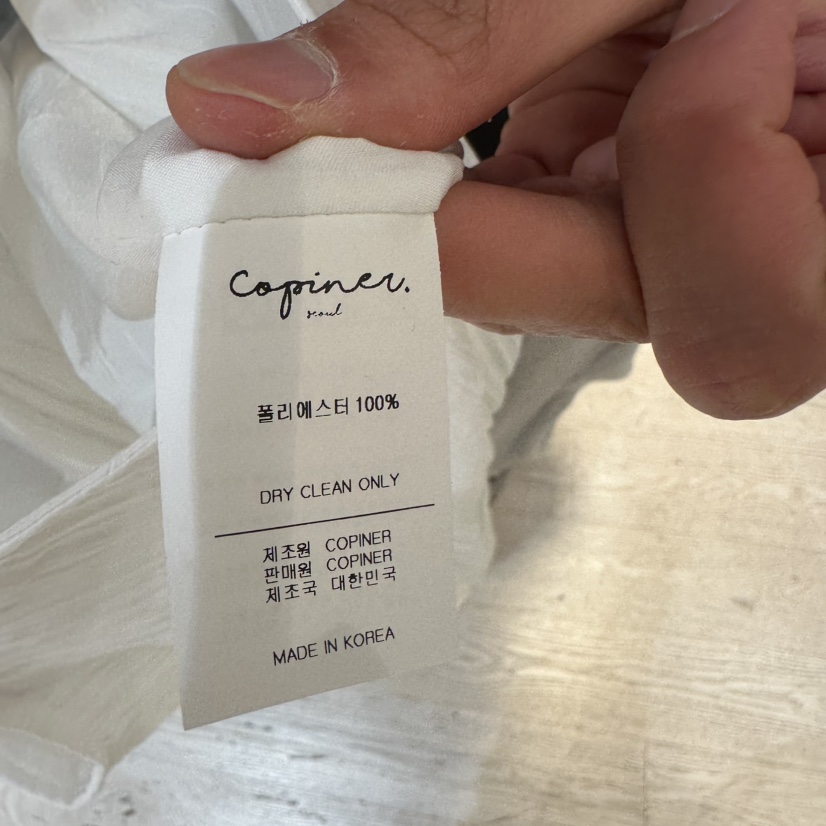 Copiner.
seoul
폴리에스터 100%
DRY CLEAN ONLY
제조원 COPINER
판매원 COPINER
제조국 대한민국
MADE IN KOREA